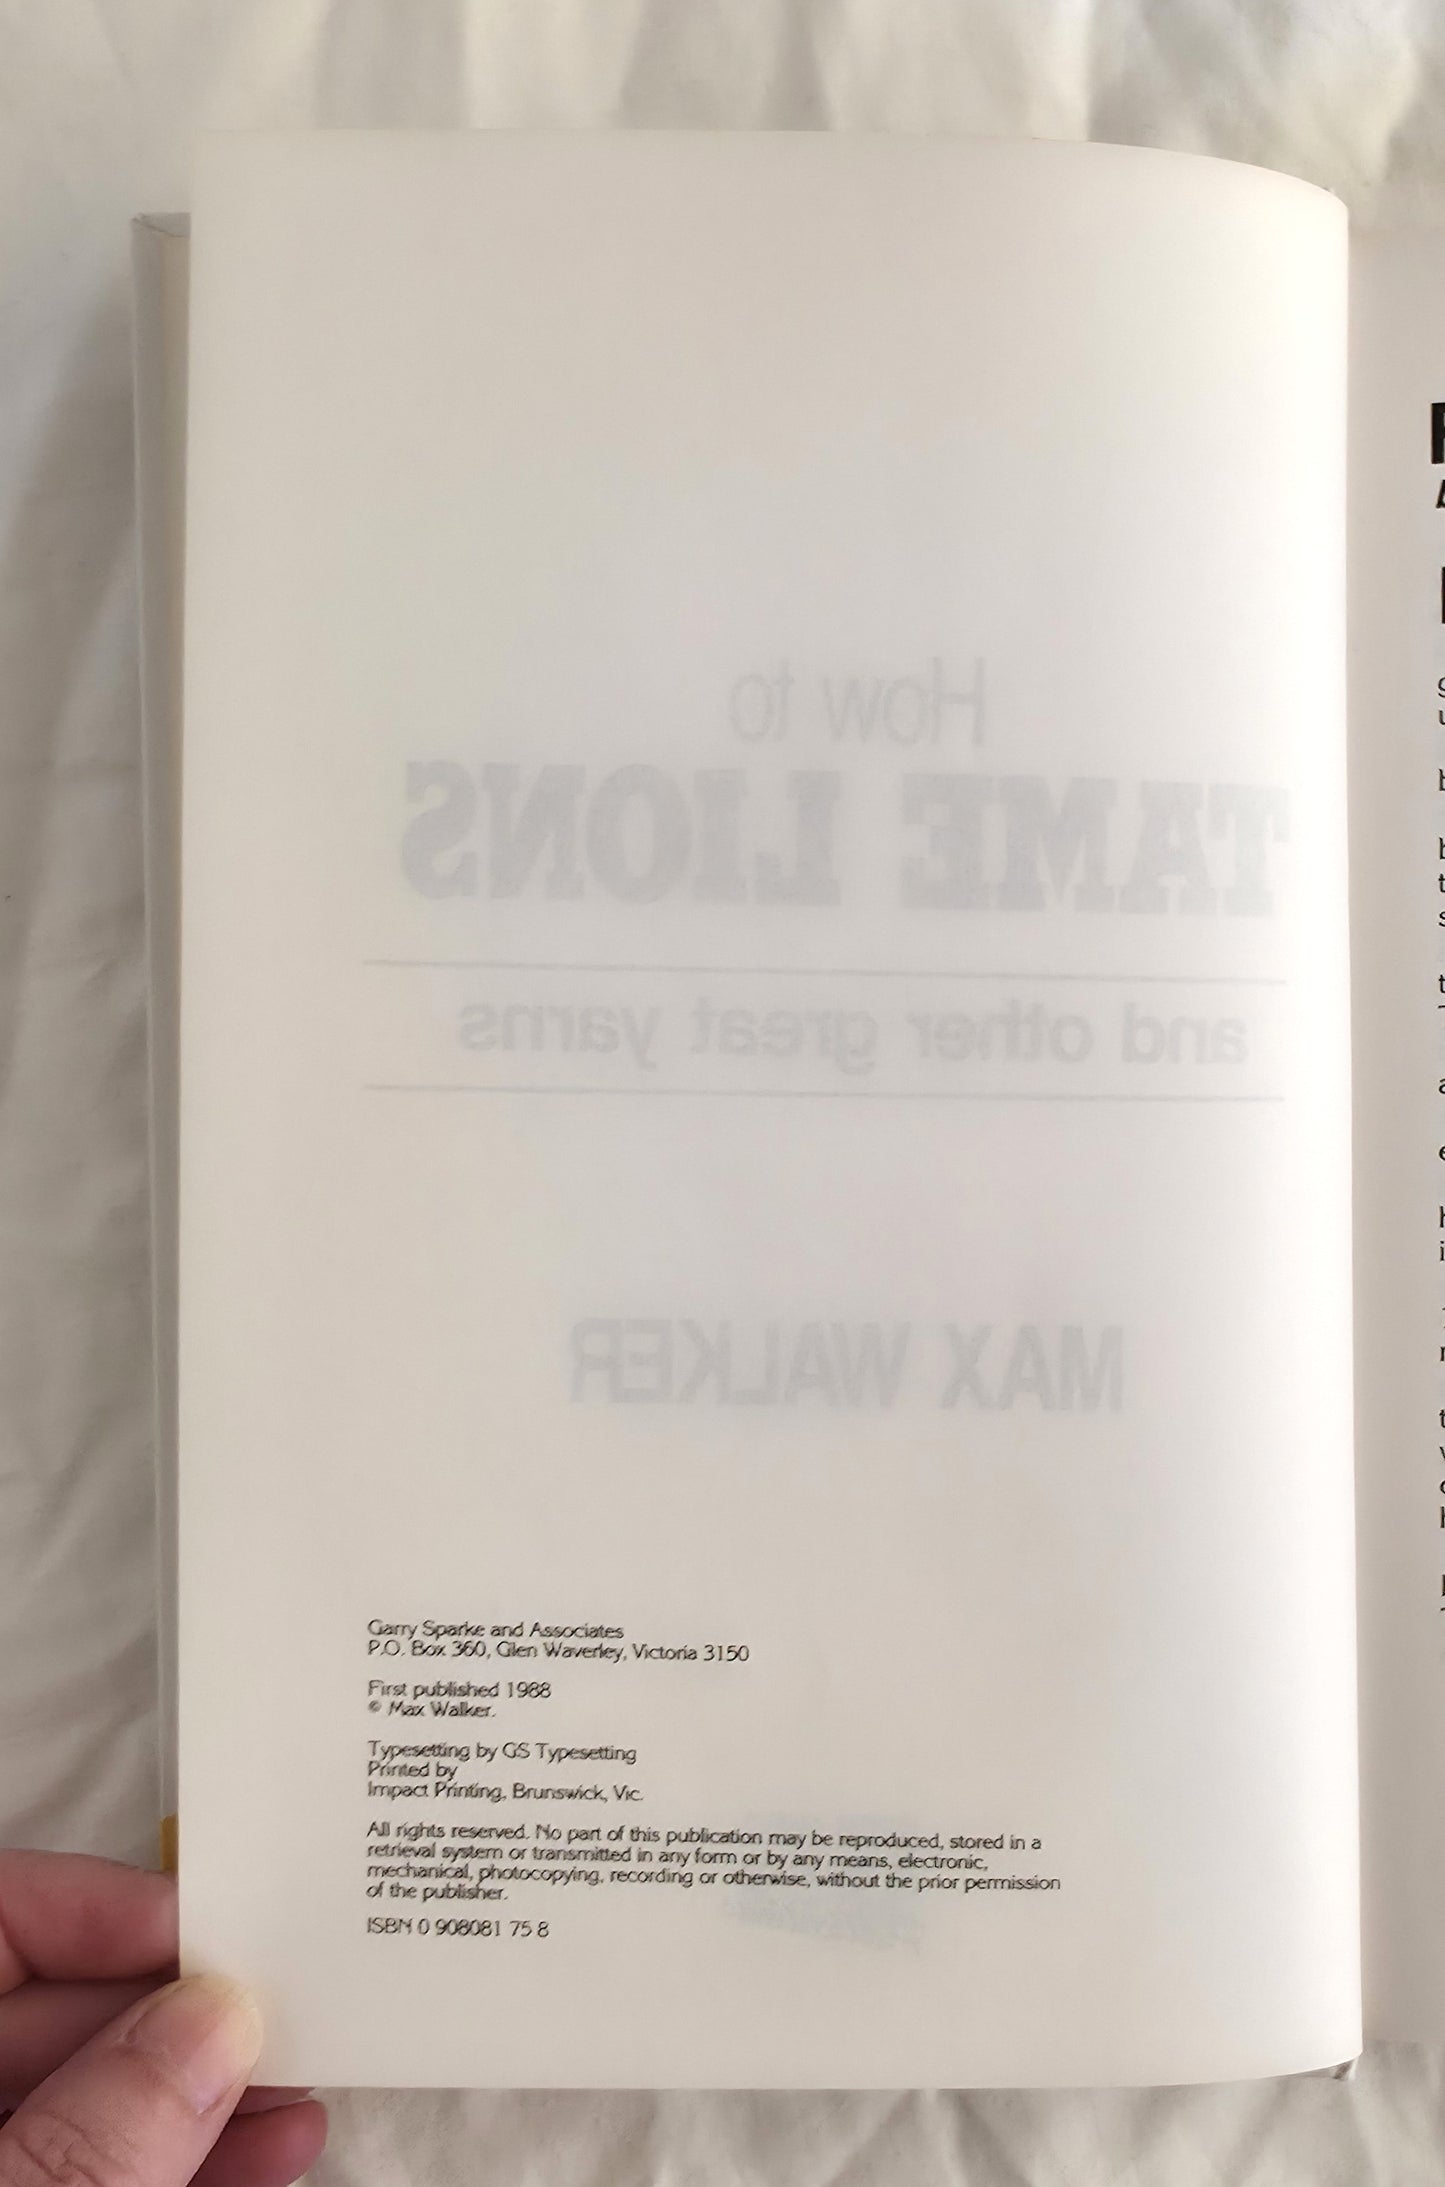 How to
TAME LIONS
and other great yarns
MAX WALKER
Garry Sparke and Associates
P.O. Box 360, Glen Waverley, Victoria 3150
First published 1988
© Max Walker.
Typesetting by GS Typesetting
Printed by
Impact Printing, Brunswick, Vic.
All rights reserved. No part of this publication may be reproduced, stored in a
retrieval system or transmitted in any form or by any means, electronic,
mechanical, photocopying, recording or otherwise, without the prior permission
of the publisher.
ISBN 0 908081 75 8